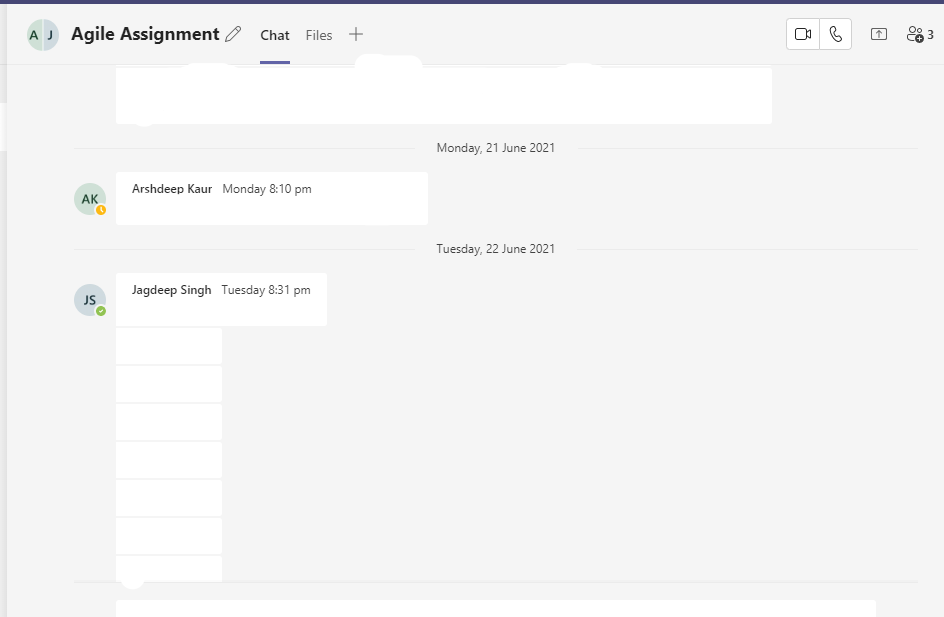 A J Agile Assignment Chat Files 3
Monday, 21 June 2021
AK Arshdeep Kaur Monday 8:10 pm
Tuesday, 22 June 2021
JS Jagdeep Singh Tuesday 8:31 pm